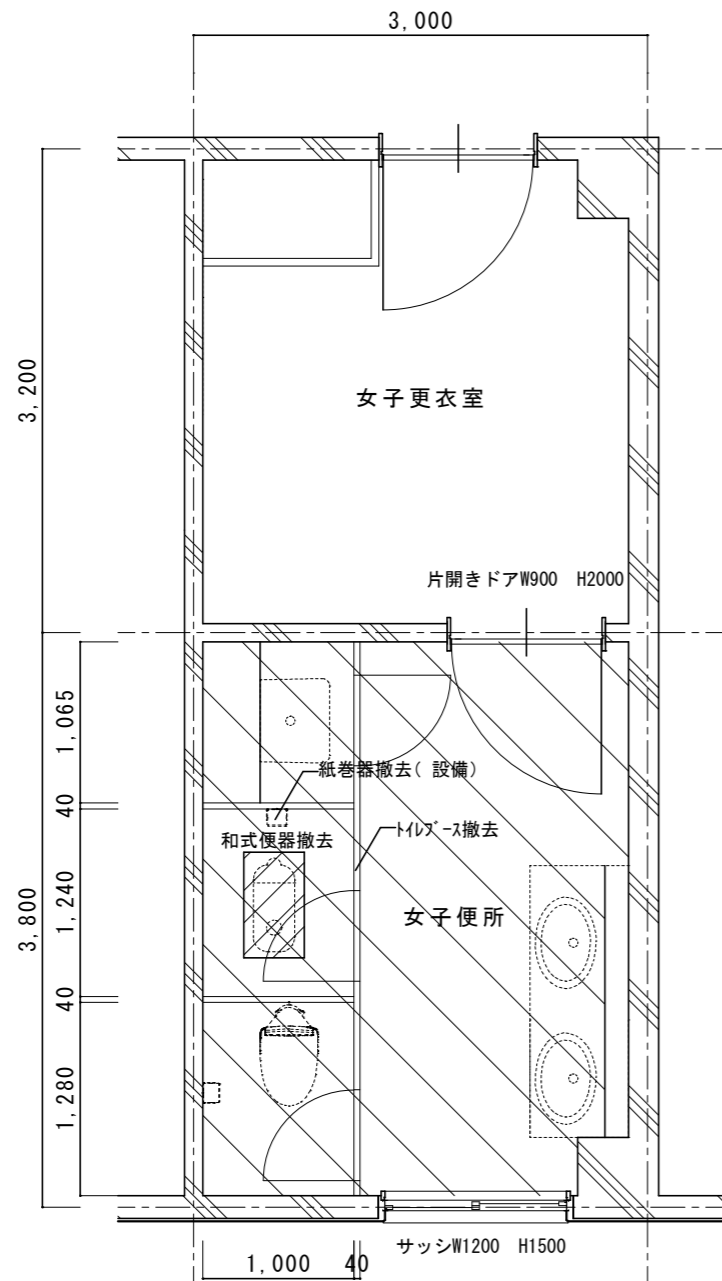 3,000
3,200
女子更衣室
片開きドアW900 H2000
1,065
紙巻器撤去(設備)
40
和式便器撤去
トイレブース撤去
1,240
3,800
女子便所
40
1,280
サッシW1200 H1500
1,000 40